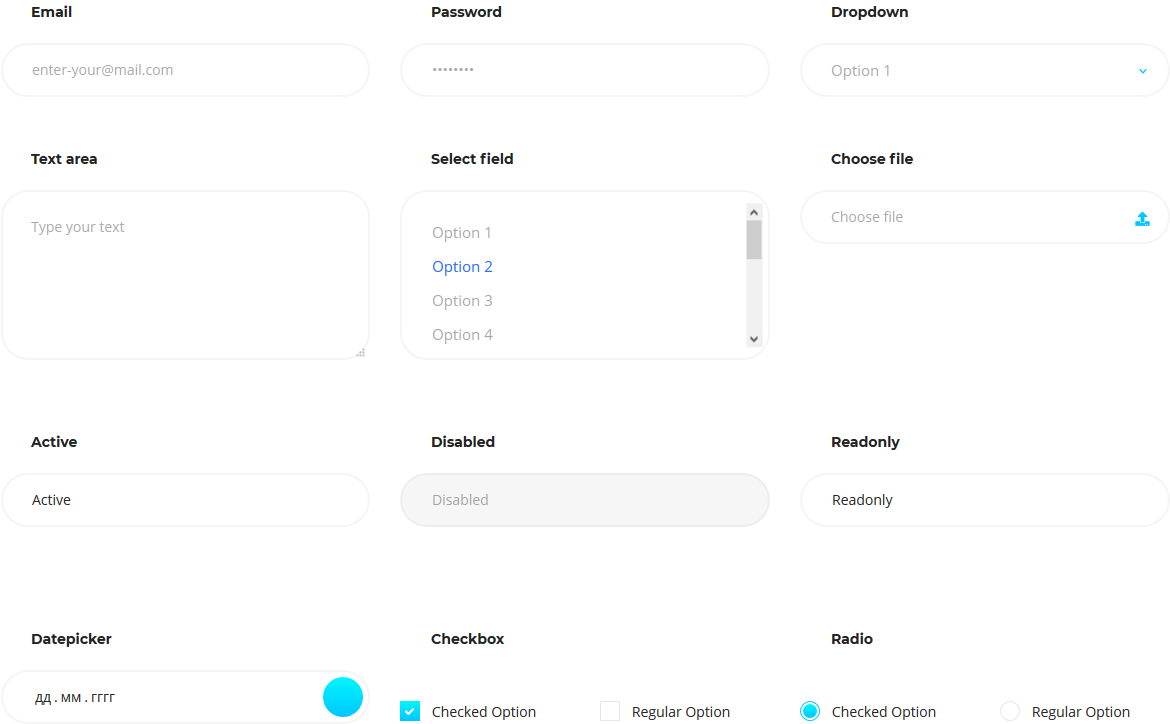 Email
Password
Dropdown
enter-your@mail.com
••••••••
Option 1
Text area
Select field
Choose file
Type your text
Option 1
Option 2
Option 3
Option 4
Choose file
Active
Disabled
Readonly
Active
Disabled
Readonly
Datepicker
Checkbox
Radio
дд . мм . гггг
Checked Option
Regular Option
Checked Option
Regular Option